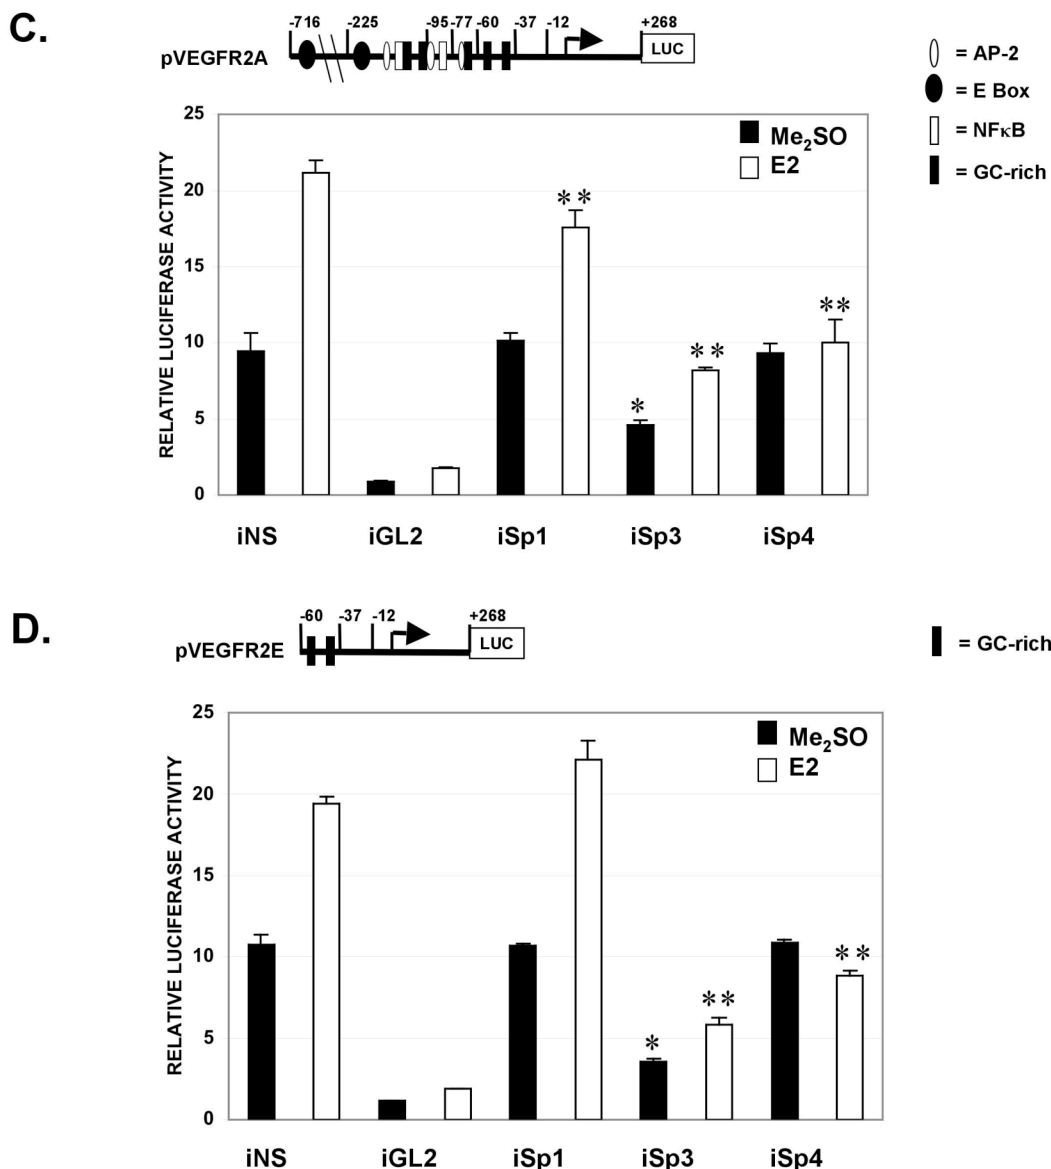 C.
-716 -225 -95 -77 -60 -37 -12 +268
pVEGFR2A LUC
= AP-2
= E Box
= NFκB
= GC-rich
RELATIVE LUCIFERASE ACTIVITY
25
20
15
10
5
0
Me₂SO
E2
** * ** **
iNS iGL2 iSp1 iSp3 iSp4
D.
-60 -37 -12 +268
pVEGFR2E LUC
= GC-rich
RELATIVE LUCIFERASE ACTIVITY
25
20
15
10
5
0
Me₂SO
E2
* ** **
iNS iGL2 iSp1 iSp3 iSp4